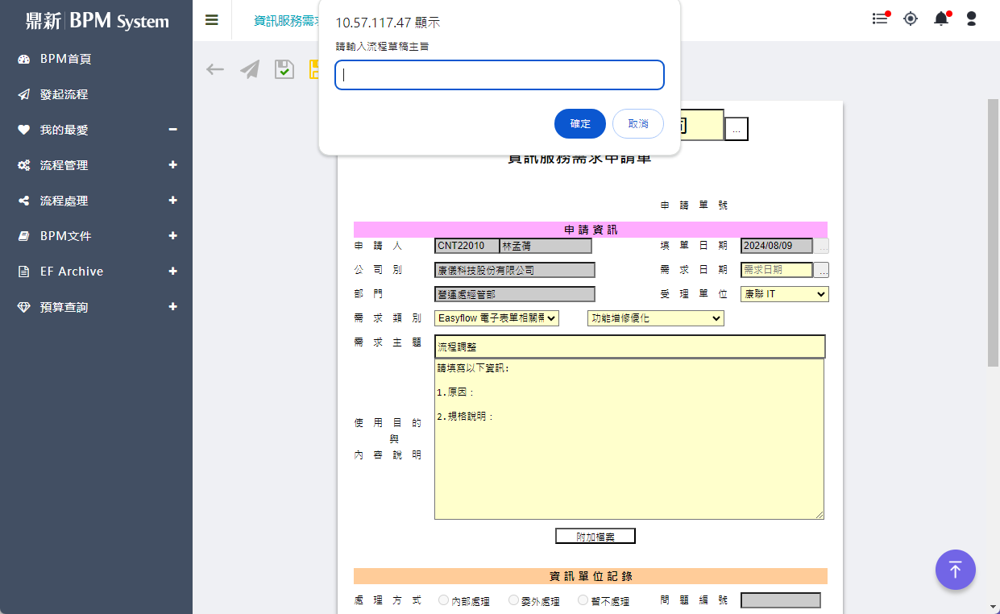 鼎新 BPM System
BPM首頁
發起流程
我的最愛
流程管理
流程處理
BPM文件
EF Archive
預算查詢
資訊服務需求
10.57.117.47 顯示
請輸入流程草稿主旨
確定 取消
...
資訊服務需求申請單
申請單號
申請資訊
申請人 CNT22010 林孟蒨 填單日期 2024/08/09 ...
公司別 康儀科技股份有限公司 需求日期 需求日期 ...
部門 營運處經管部 受理單位 康聯 IT
需求類別 Easyflow 電子表單相關需 功能增修優化
需求主題 流程調整
請填寫以下資訊:
1.原因：
2.規格說明：
使用目的
與
內容說明
附加檔案
資訊單位記錄
處理方式 內部處理 委外處理 暫不處理 問題編號